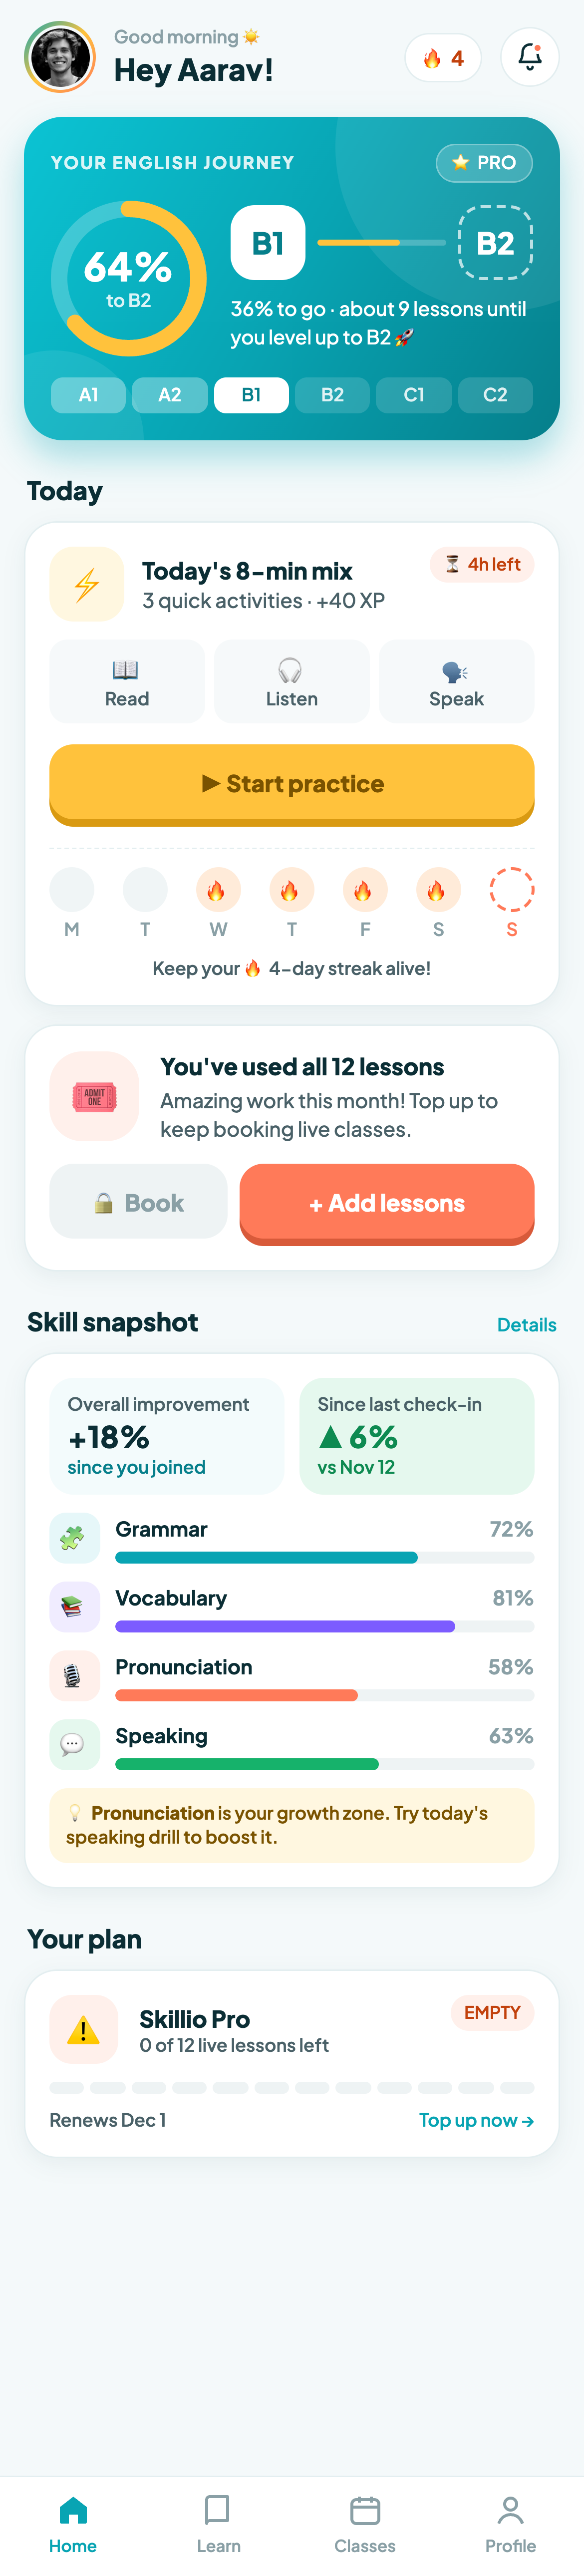 Good morning ☀️
Hey Aarav!
🔥 4
YOUR ENGLISH JOURNEY
⭐ PRO
64%
to B2
B1
B2
36% to go · about 9 lessons until
you level up to B2 🚀
A1 A2 B1 B2 C1 C2
Today
⚡
Today's 8-min mix
3 quick activities · +40 XP
⏳ 4h left
📖 Read
🎧 Listen
🗣️ Speak
▶ Start practice
M T W T F S S
Keep your 🔥 4-day streak alive!
ADMIT
ONE
You've used all 12 lessons
Amazing work this month! Top up to
keep booking live classes.
🔒 Book
+ Add lessons
Skill snapshot
Details
Overall improvement
+18%
since you joined
Since last check-in
▲ 6%
vs Nov 12
Grammar 72%
Vocabulary 81%
Pronunciation 58%
Speaking 63%
💡 Pronunciation is your growth zone. Try today's
speaking drill to boost it.
Your plan
⚠️
Skillio Pro
0 of 12 live lessons left
EMPTY
Renews Dec 1
Top up now →
Home
Learn
Classes
Profile